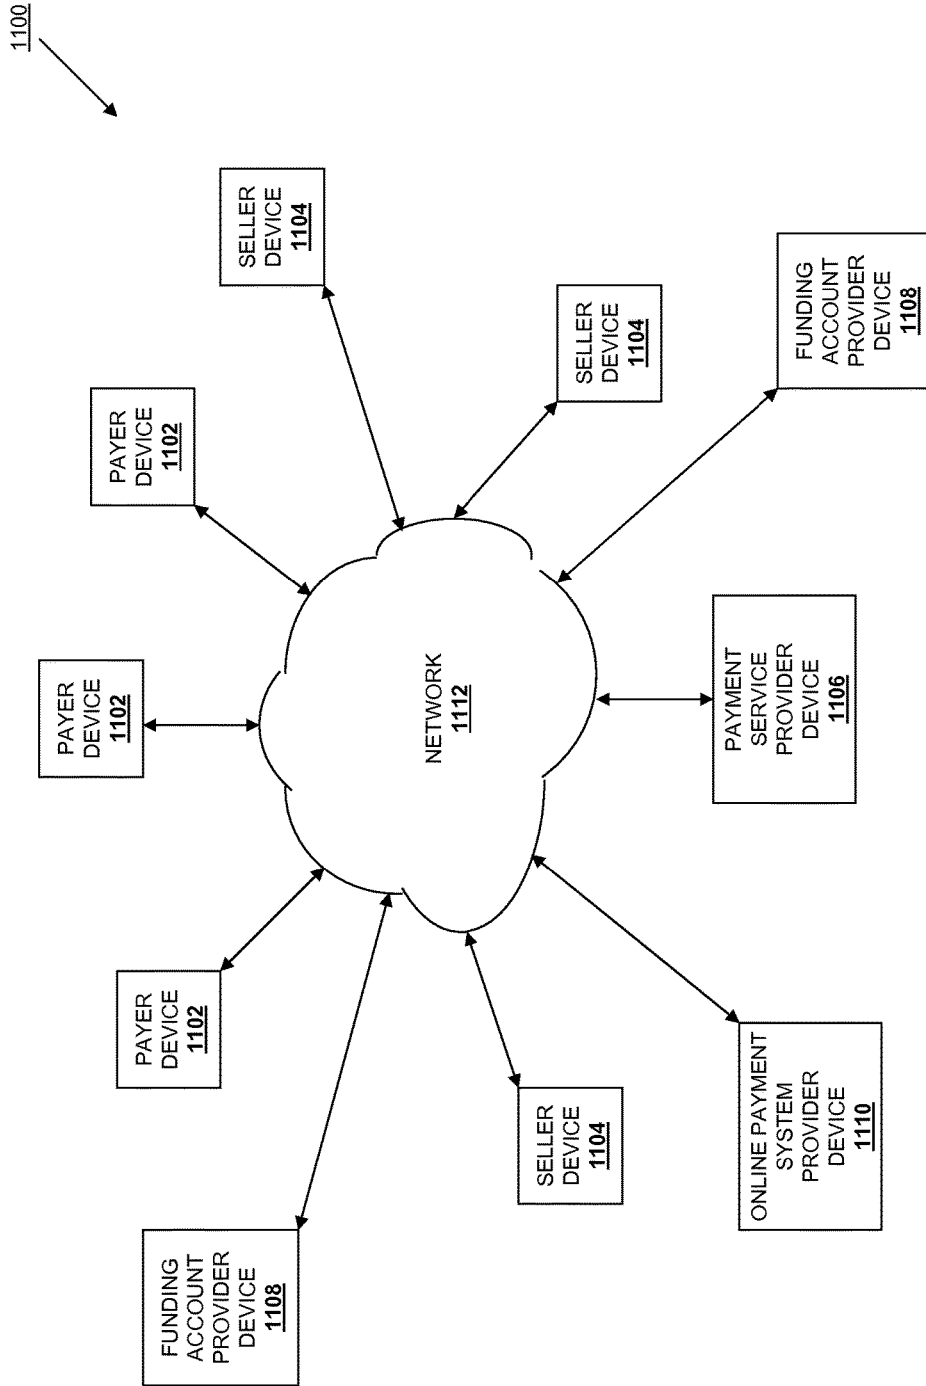 1100
PAYER
DEVICE
1102
PAYER
DEVICE
1102
PAYER
DEVICE
1102
FUNDING
ACCOUNT
PROVIDER
DEVICE
1108
SELLER
DEVICE
1104
NETWORK
1112
SELLER
DEVICE
1104
SELLER
DEVICE
1104
ONLINE PAYMENT
SYSTEM
PROVIDER
DEVICE
1110
PAYMENT
SERVICE
PROVIDER
DEVICE
1106
FUNDING
ACCOUNT
PROVIDER
DEVICE
1108